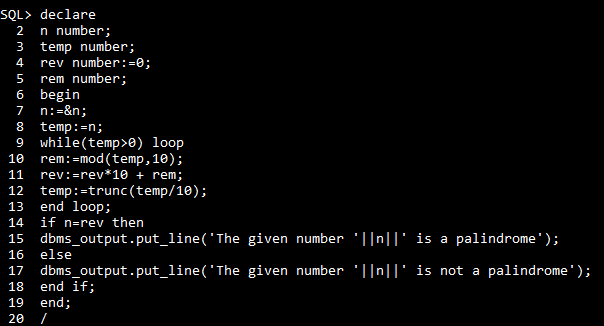 SQL> declare
2 n number;
3 temp number;
4 rev number:=0;
5 rem number;
6 begin
7 n:=&n;
8 temp:=n;
9 while(temp>0) loop
10 rem:=mod(temp,10);
11 rev:=rev*10 + rem;
12 temp:=trunc(temp/10);
13 end loop;
14 if n=rev then
15 dbms_output.put_line('The given number '||n||' is a palindrome');
16 else
17 dbms_output.put_line('The given number '||n||' is not a palindrome');
18 end if;
19 end;
20 /